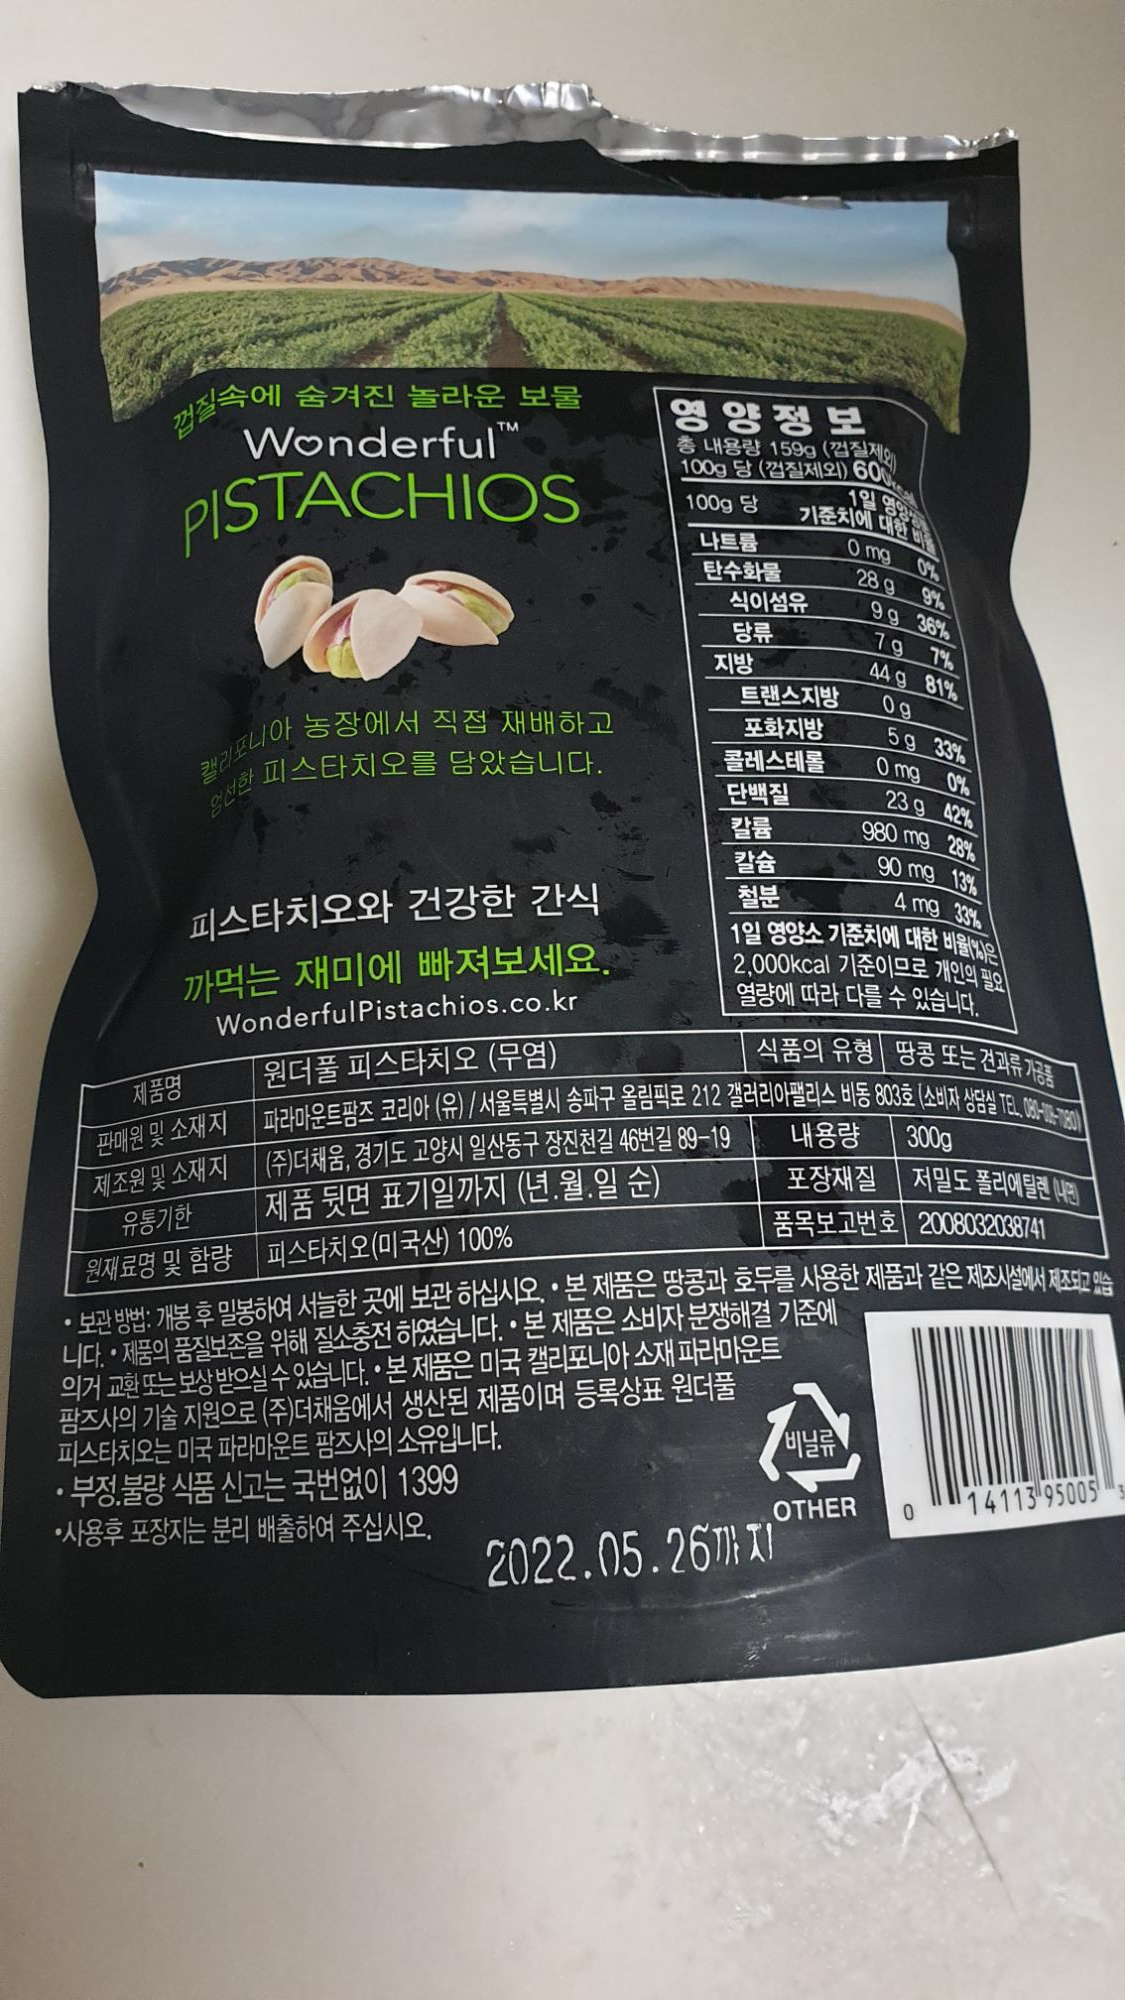 껍질속에 숨겨진 놀라운 보물
Wonderful™
PISTACHIOS
캘리포니아 농장에서 직접 재배하고
엄선한 피스타치오를 담았습니다.
피스타치오와 건강한 간식
까먹는 재미에 빠져보세요.
WonderfulPistachios.co.kr
영양정보
총 내용량 159g (껍질제외)
100g 당 (껍질제외) 600kcal
100g 당 1일 영양성분
기준치에 대한 비율
나트륨 0 mg 0%
탄수화물 28 g 9%
식이섬유 9 g 36%
당류 7 g 7%
지방 44 g 81%
트랜스지방 0 g
포화지방 5 g 33%
콜레스테롤 0 mg 0%
단백질 23 g 42%
칼륨 980 mg 28%
칼슘 90 mg 13%
철분 4 mg 33%
1일 영양소 기준치에 대한 비율(%)은
2,000kcal 기준이므로 개인의 필요
열량에 따라 다를 수 있습니다.
제품명 원더풀 피스타치오 (무염) 식품의 유형 땅콩 또는 견과류 가공품
판매원 및 소재지 파라마운트팜즈 코리아 (유) / 서울특별시 송파구 올림픽로 212 갤러리아팰리스 비동 803호 (소비자 상담실 TEL.
제조원 및 소재지 (주)더채움, 경기도 고양시 일산동구 장진천길 46번길 89-19 내용량 300g
유통기한 제품 뒷면 표기일까지 (년.월.일 순) 포장재질 저밀도 폴리에틸렌 (내면)
원재료명 및 함량 피스타치오(미국산) 100% 품목보고번호 2008032038741
• 보관 방법: 개봉 후 밀봉하여 서늘한 곳에 보관 하십시오. • 본 제품은 땅콩과 호두를 사용한 제품과 같은 제조시설에서 제조되고 있습
니다. • 제품의 품질보존을 위해 질소충전 하였습니다. • 본 제품은 소비자 분쟁해결 기준에
의거 교환 또는 보상 받으실 수 있습니다. • 본 제품은 미국 캘리포니아 소재 파라마운트
팜즈사의 기술 지원으로 (주)더채움에서 생산된 제품이며 등록상표 원더풀
피스타치오는 미국 파라마운트 팜즈사의 소유입니다.
• 부정.불량 식품 신고는 국번없이 1399
•사용후 포장지는 분리 배출하여 주십시오.
비닐류
OTHER
0 14113 95005 3
2022.05.26까지